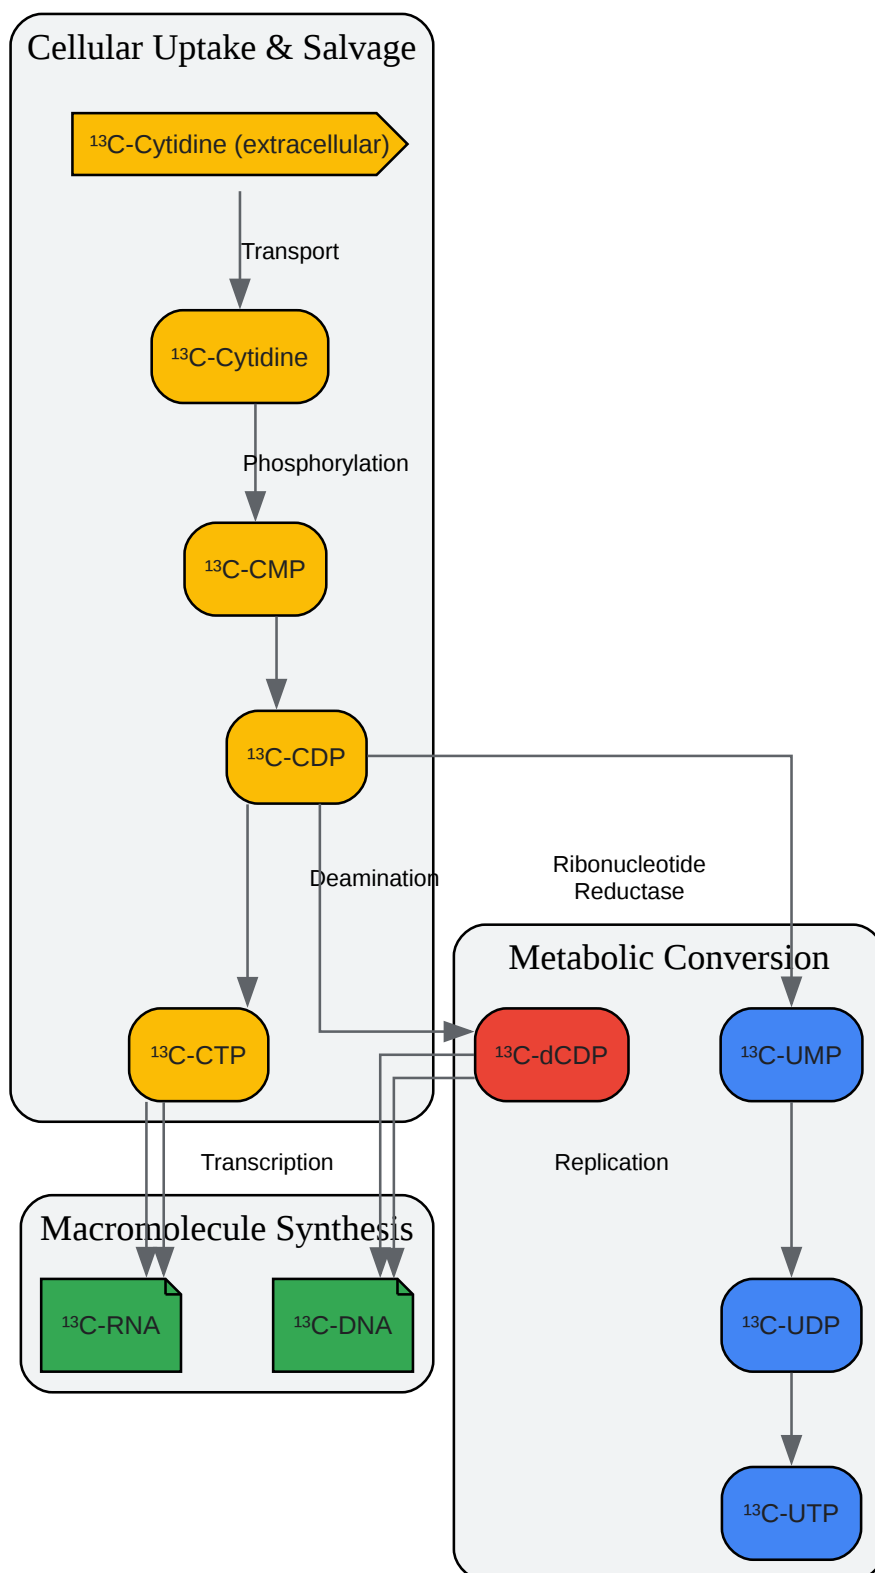 Cellular Uptake & Salvage
¹³C-Cytidine (extracellular)
Transport
¹³C-Cytidine
Phosphorylation
¹³C-CMP
¹³C-CDP
Deamination
Ribonucleotide
Reductase
Metabolic Conversion
¹³C-CTP
¹³C-dCDP
¹³C-UMP
Transcription
Replication
Macromolecule Synthesis
¹³C-RNA
¹³C-DNA
¹³C-UDP
¹³C-UTP